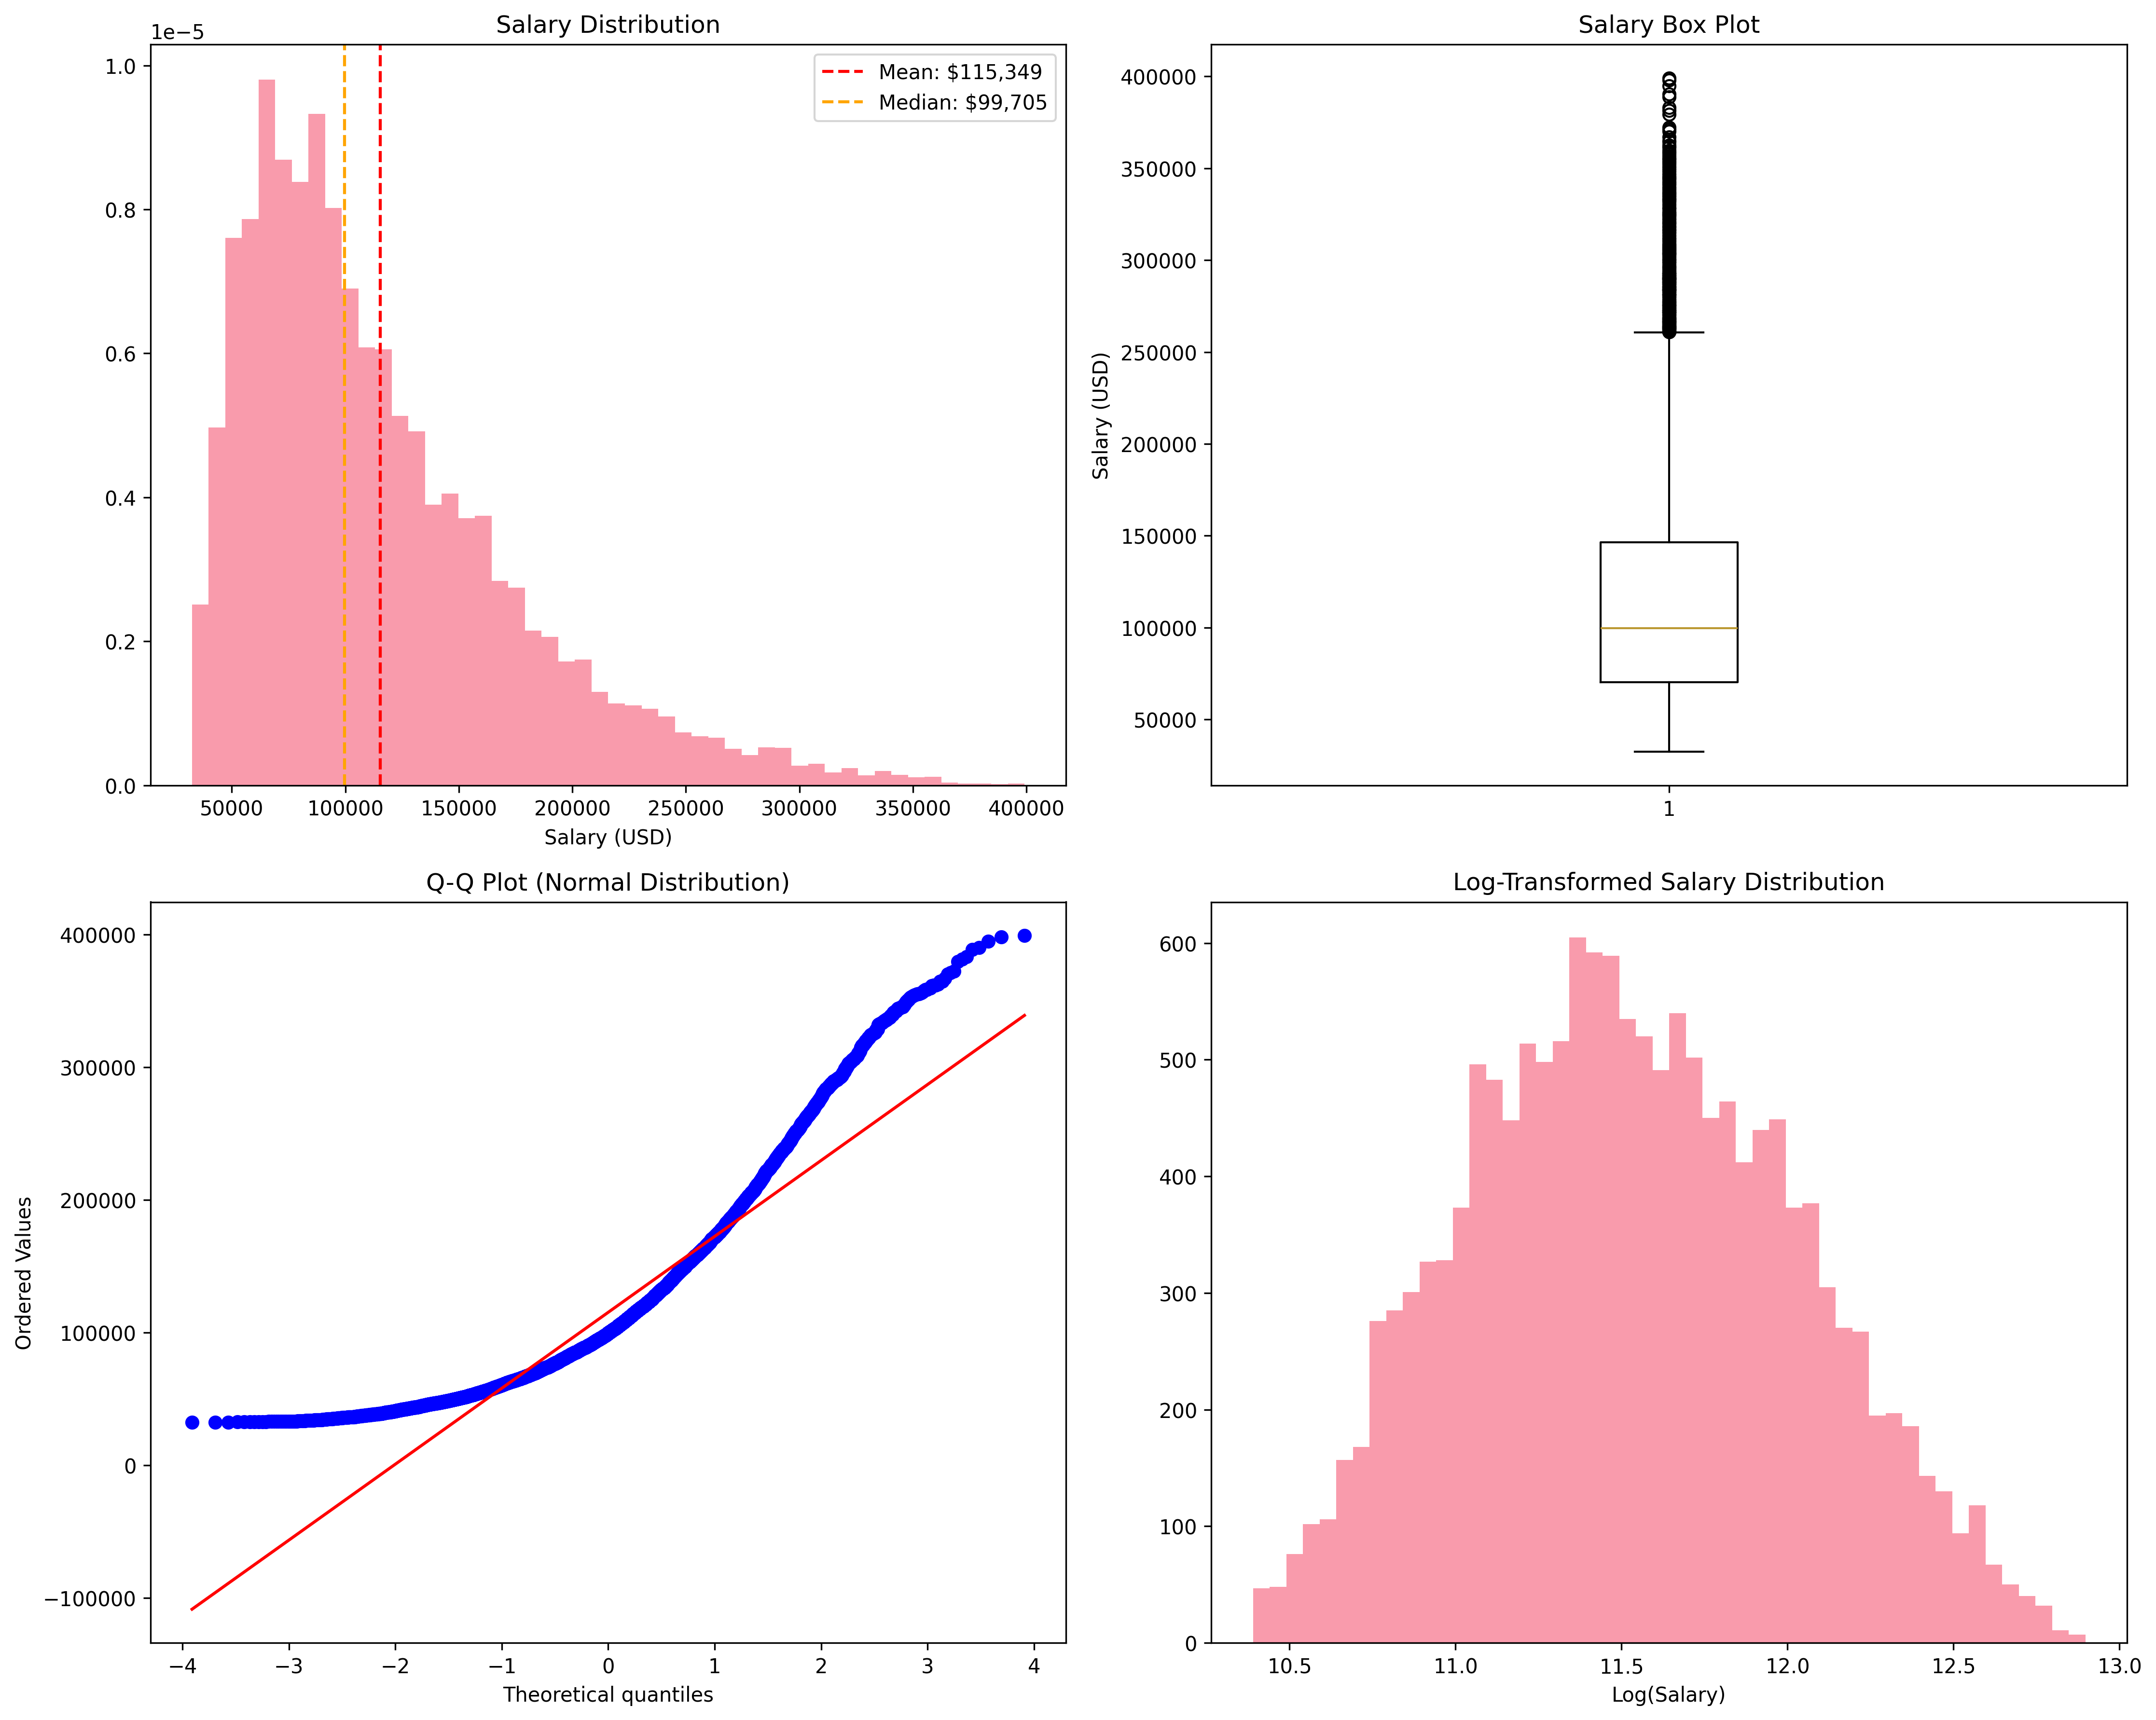 Salary Distribution
1e−5
1.0
0.8
0.6
0.4
0.2
0.0
Mean: $115,349
Median: $99,705
50000 100000 150000 200000 250000 300000 350000 400000
Salary (USD)
Salary Box Plot
Salary (USD)
400000
350000
300000
250000
200000
150000
100000
50000
1
Q-Q Plot (Normal Distribution)
Ordered Values
400000
300000
200000
100000
0
−100000
−4 −3 −2 −1 0 1 2 3 4
Theoretical quantiles
Log-Transformed Salary Distribution
600
500
400
300
200
100
0
10.5 11.0 11.5 12.0 12.5 13.0
Log(Salary)